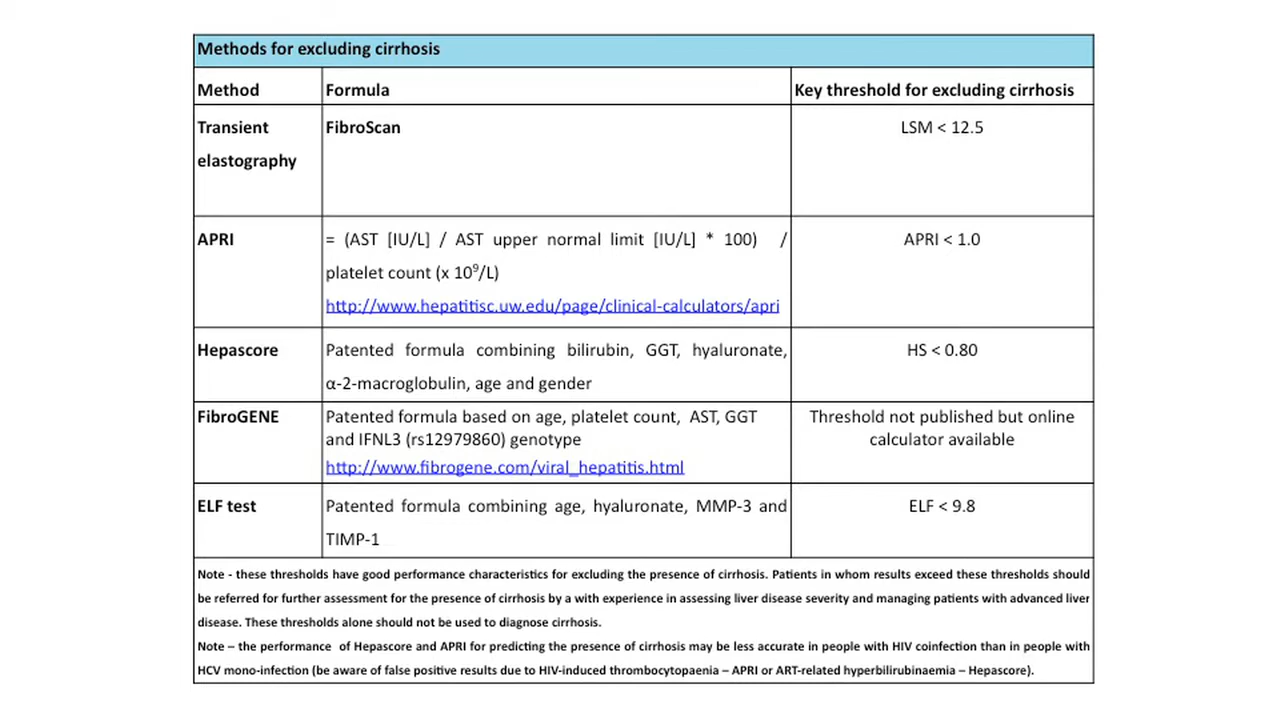 Methods for excluding cirrhosis
Method Formula Key threshold for excluding cirrhosis
Transient FibroScan LSM < 12.5
elastography
APRI = (AST [IU/L] / AST upper normal limit [IU/L] * 100) / APRI < 1.0
platelet count (x 10⁹/L)
http://www.hepatitisc.uw.edu/page/clinical-calculators/apri
Hepascore Patented formula combining bilirubin, GGT, hyaluronate, HS < 0.80
α-2-macroglobulin, age and gender
FibroGENE Patented formula based on age, platelet count, AST, GGT Threshold not published but online
and IFNL3 (rs12979860) genotype calculator available
http://www.fibrogene.com/viral_hepatitis.html
ELF test Patented formula combining age, hyaluronate, MMP-3 and ELF < 9.8
TIMP-1
Note - these thresholds have good performance characteristics for excluding the presence of cirrhosis. Patients in whom results exceed these thresholds should
be referred for further assessment for the presence of cirrhosis by a with experience in assessing liver disease severity and managing patients with advanced liver
disease. These thresholds alone should not be used to diagnose cirrhosis.
Note – the performance of Hepascore and APRI for predicting the presence of cirrhosis may be less accurate in people with HIV coinfection than in people with
HCV mono-infection (be aware of false positive results due to HIV-induced thrombocytopaenia – APRI or ART-related hyperbilirubinaemia – Hepascore).